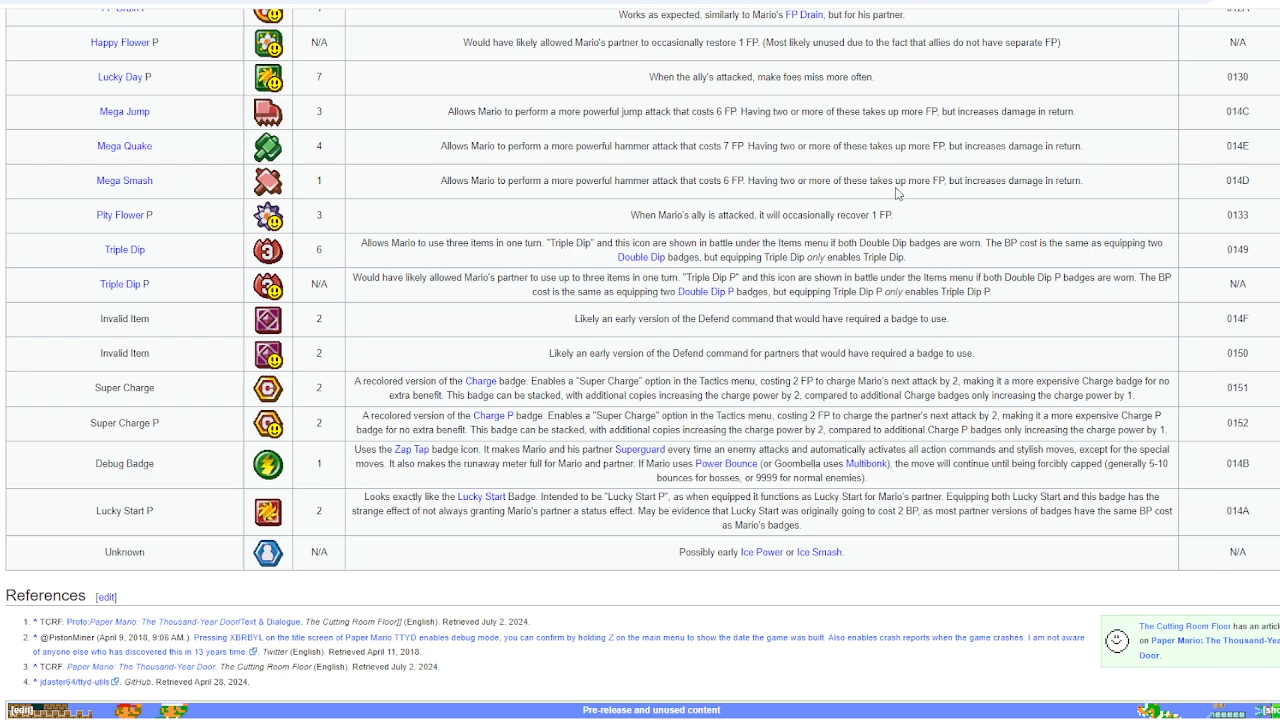 FP Drain P
Works as expected, similarly to Mario's FP Drain, but for his partner.
012A
Happy Flower P
N/A
Would have likely allowed Mario's partner to occasionally restore 1 FP. (Most likely unused due to the fact that allies do not have separate FP)
N/A
Lucky Day P
7
When the ally's attacked, make foes miss more often.
0130
Mega Jump
3
Allows Mario to perform a more powerful jump attack that costs 6 FP. Having two or more of these takes up more FP, but increases damage in return.
014C
Mega Quake
4
Allows Mario to perform a more powerful hammer attack that costs 7 FP. Having two or more of these takes up more FP, but increases damage in return.
014E
Mega Smash
1
Allows Mario to perform a more powerful hammer attack that costs 6 FP. Having two or more of these takes up more FP, but increases damage in return.
014D
Pity Flower P
3
When Mario's ally is attacked, it will occasionally recover 1 FP.
0133
Triple Dip
3
6
Allows Mario to use three items in one turn. "Triple Dip" and this icon are shown in battle under the Items menu if both Double Dip badges are worn. The BP cost is the same as equipping two
Double Dip badges, but equipping Triple Dip only enables Triple Dip.
0149
Triple Dip P
3
N/A
Would have likely allowed Mario's partner to use up to three items in one turn. "Triple Dip P" and this icon are shown in battle under the Items menu if both Double Dip P badges are worn. The BP
cost is the same as equipping two Double Dip P badges, but equipping Triple Dip P only enables Triple Dip P.
N/A
Invalid Item
2
Likely an early version of the Defend command that would have required a badge to use.
014F
Invalid Item
2
Likely an early version of the Defend command for partners that would have required a badge to use.
0150
Super Charge
C
2
A recolored version of the Charge badge. Enables a "Super Charge" option in the Tactics menu, costing 2 FP to charge Mario's next attack by 2, making it a more expensive Charge badge for no
extra benefit. This badge can be stacked, with additional copies increasing the charge power by 2, compared to additional Charge badges only increasing the charge power by 1.
0151
Super Charge P
C
2
A recolored version of the Charge P badge. Enables a "Super Charge" option in the Tactics menu, costing 2 FP to charge the partner's next attack by 2, making it a more expensive Charge P
badge for no extra benefit. This badge can be stacked, with additional copies increasing the charge power by 2, compared to additional Charge P badges only increasing the charge power by 1.
0152
Debug Badge
1
Uses the Zap Tap badge icon. It makes Mario and his partner Superguard every time an enemy attacks and automatically activates all action commands and stylish moves, except for the special
moves. It also makes the runaway meter full for Mario and partner. If Mario uses Power Bounce (or Goombella uses Multibonk), the move will continue until being forcibly capped (generally 5-10
bounces for bosses, or 9999 for normal enemies).
014B
Lucky Start P
2
Looks exactly like the Lucky Start Badge intended to be "Lucky Start P", as when equipped it functions as Lucky Start for Mario's partner. Equipping both Lucky Start and this badge has the
strange effect of not always granting Mario's partner a status effect. May be evidence that Lucky Start was originally going to cost 2 BP, as most partner versions of badges have the same BP cost
as Mario's badges.
014A
Unknown
N/A
Possibly early Ice Power or Ice Smash.
N/A
References [edit]
1. ^ TCRF. Proto:Paper Mario: The Thousand-Year Door/Text & Dialogue. The Cutting Room Floor]] (English). Retrieved July 2, 2024.
2. ^ @PistonMiner (April 9, 2018, 9:06 AM.). Pressing XBRBYL on the title screen of Paper Mario TTYD enables debug mode, you can confirm by holding Z on the main menu to show the date the game was built. Also enables crash reports when the game crashes. I am not aware
of anyone else who has discovered this in 13 years time. Twitter (English). Retrieved April 11, 2018.
3. ^ TCRF. Paper Mario: The Thousand-Year Door. The Cutting Room Floor (English). Retrieved July 2, 2024.
4. ^ jdaster64/ttyd-utils. GitHub. Retrieved April 28, 2024.
The Cutting Room Floor has an artic
on Paper Mario: The Thousand-Yea
Door.
[edit]
Pre-release and unused content